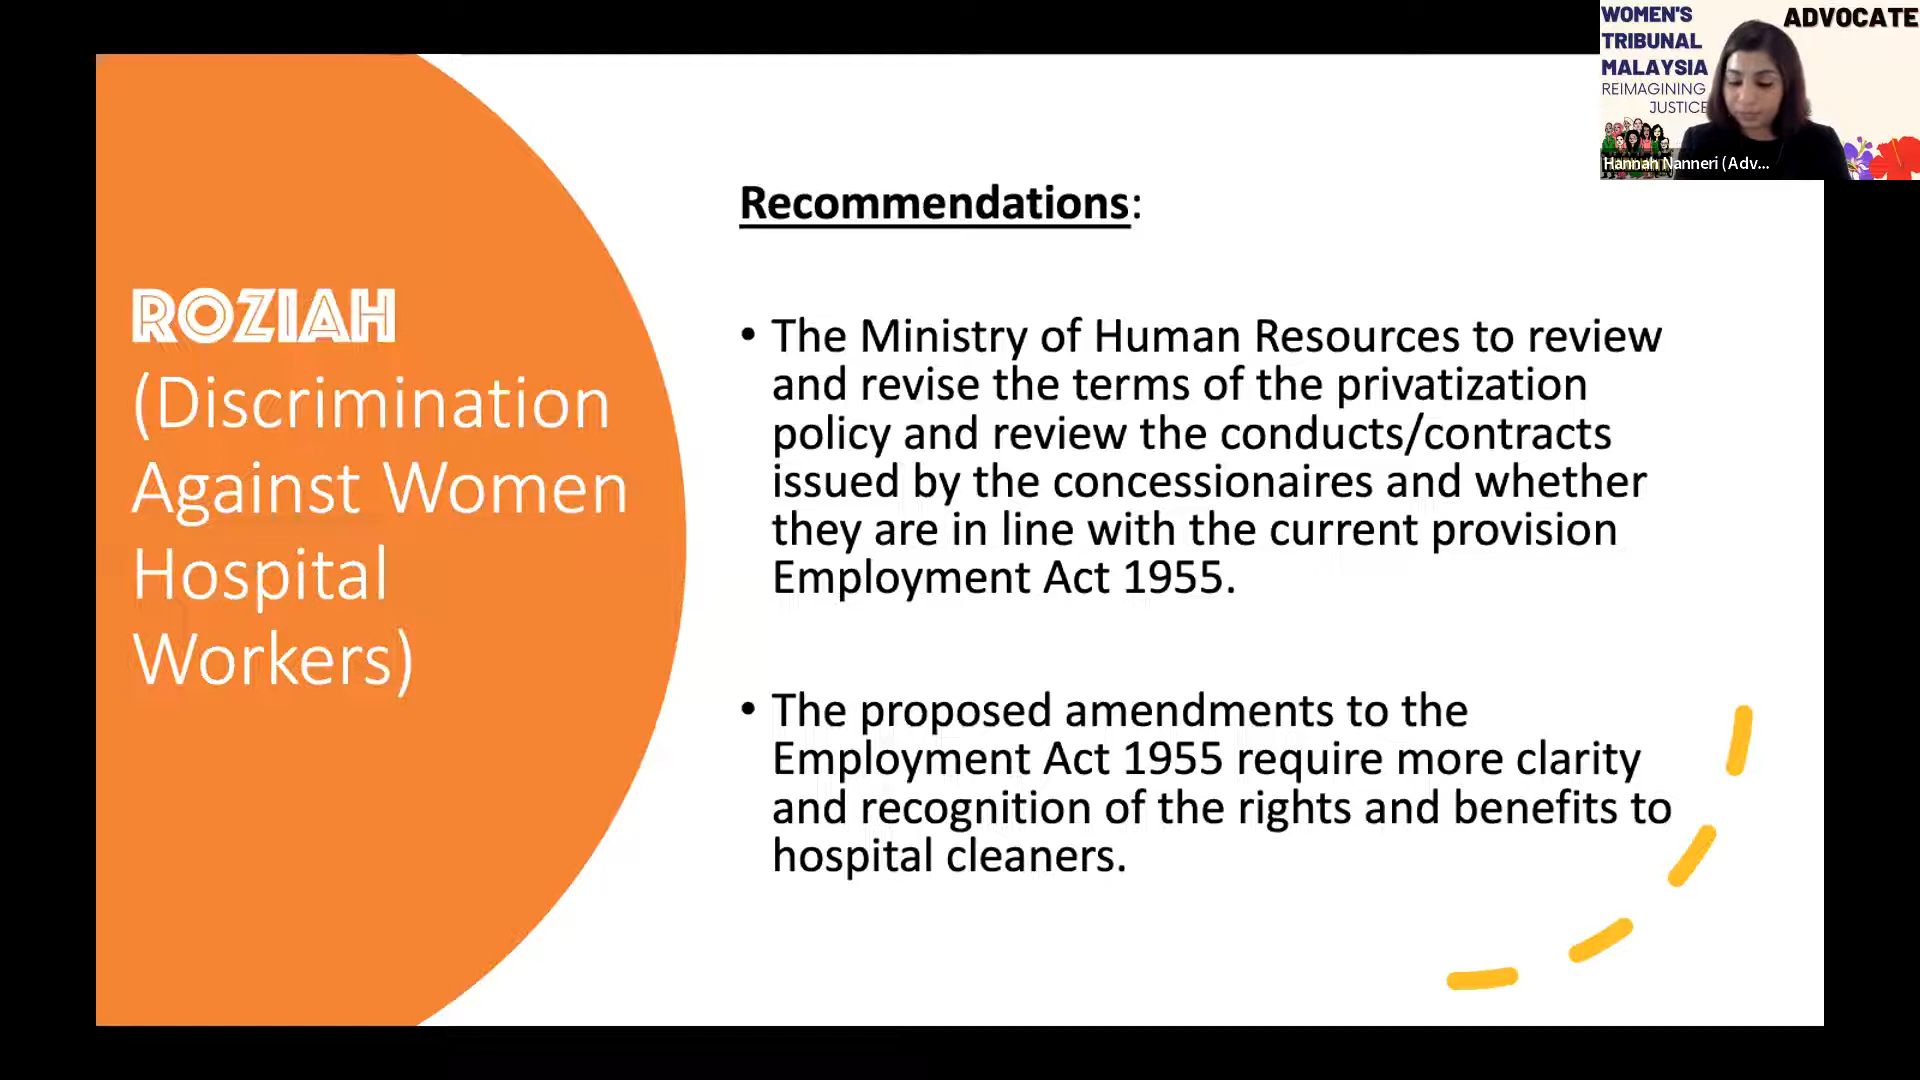 ROZIAH
(Discrimination
Against Women
Hospital
Workers)
Recommendations:
• The Ministry of Human Resources to review
and revise the terms of the privatization
policy and review the conducts/contracts
issued by the concessionaires and whether
they are in line with the current provision
Employment Act 1955.
• The proposed amendments to the
Employment Act 1955 require more clarity
and recognition of the rights and benefits to
hospital cleaners.
WOMEN'S
TRIBUNAL
MALAYSIA
REIMAGINING
JUSTICE
ADVOCATE
Hannah Nanneri (Adv...